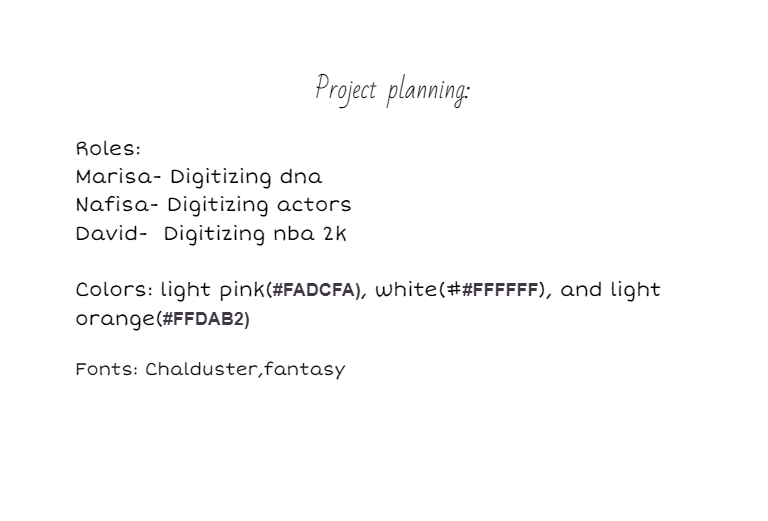 Project planning:
Roles:
Marisa- Digitizing dna
Nafisa- Digitizing actors
David- Digitizing nba 2k
Colors: light pink(#FADCFA), white(##FFFFFF), and light
orange(#FFDAB2)
Fonts: Chalduster,fantasy